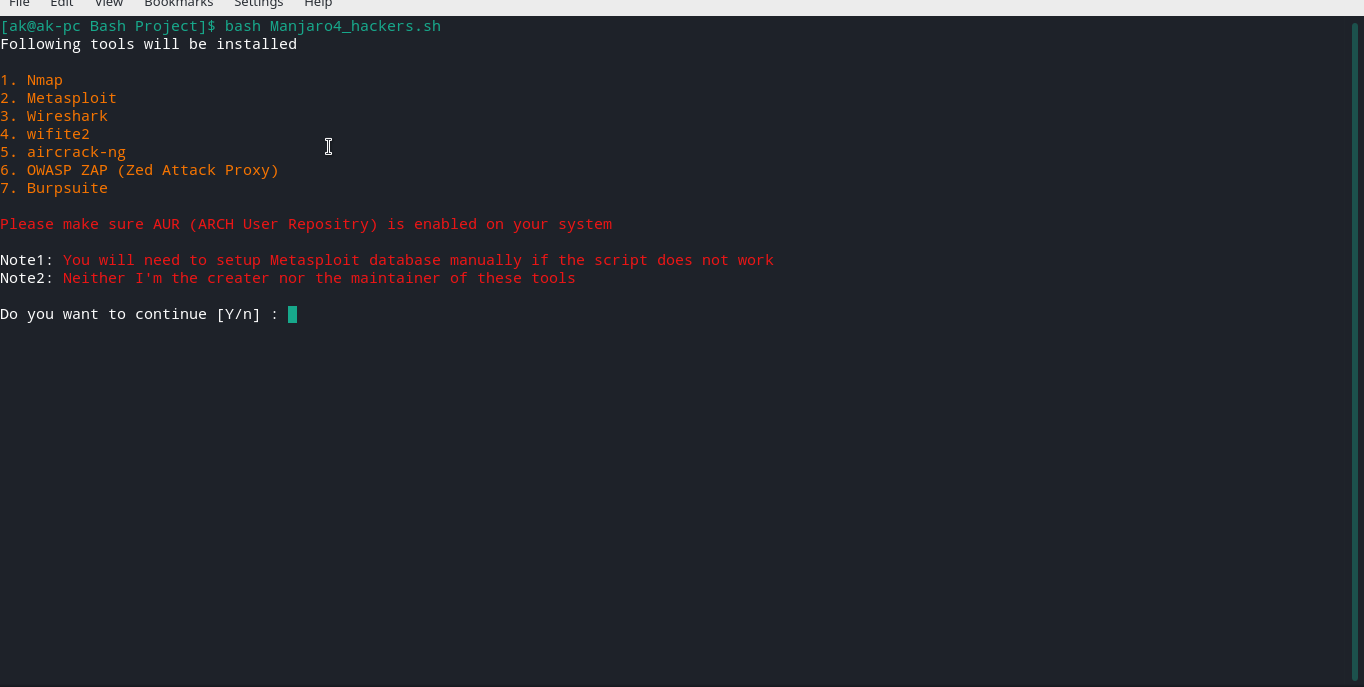 File Edit View Bookmarks Settings Help
[ak@ak-pc Bash Project]$ bash Manjaro4_hackers.sh
Following tools will be installed
1. Nmap
2. Metasploit
3. Wireshark
4. wifite2
5. aircrack-ng
6. OWASP ZAP (Zed Attack Proxy)
7. Burpsuite
Please make sure AUR (ARCH User Repositry) is enabled on your system
Note1: You will need to setup Metasploit database manually if the script does not work
Note2: Neither I'm the creater nor the maintainer of these tools
Do you want to continue [Y/n] :